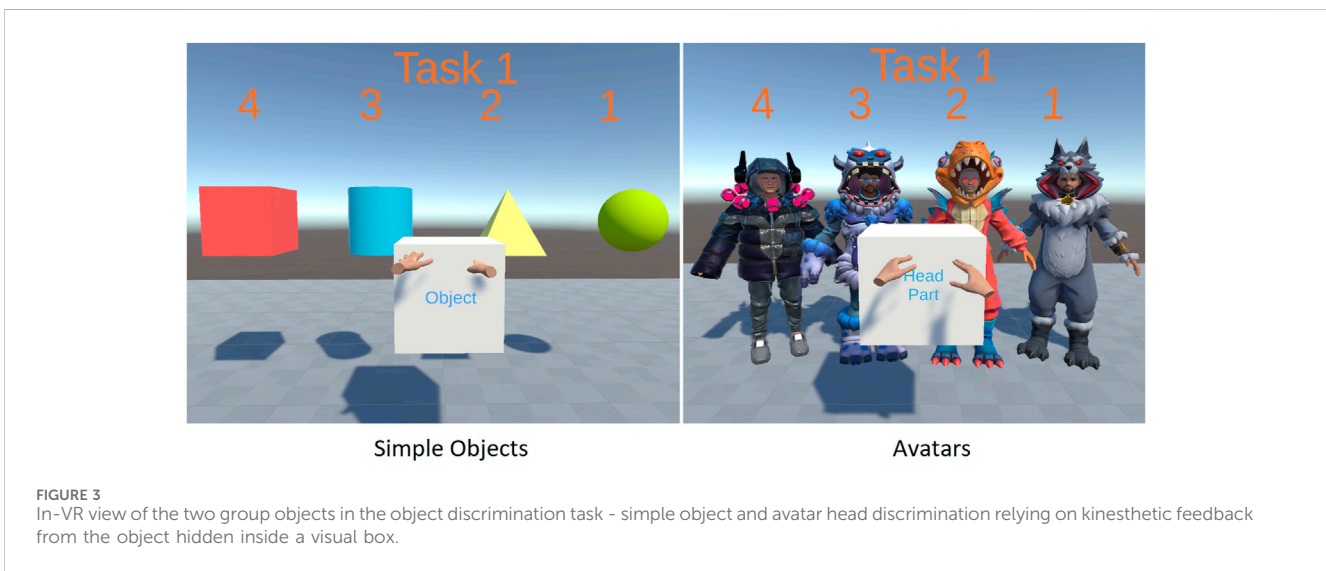 Task 1
4 3 2 1
Object
Task 1
4 3 2 1
Head
Part
Simple Objects
Avatars
FIGURE 3
In-VR view of the two group objects in the object discrimination task - simple object and avatar head discrimination relying on kinesthetic feedback
from the object hidden inside a visual box.